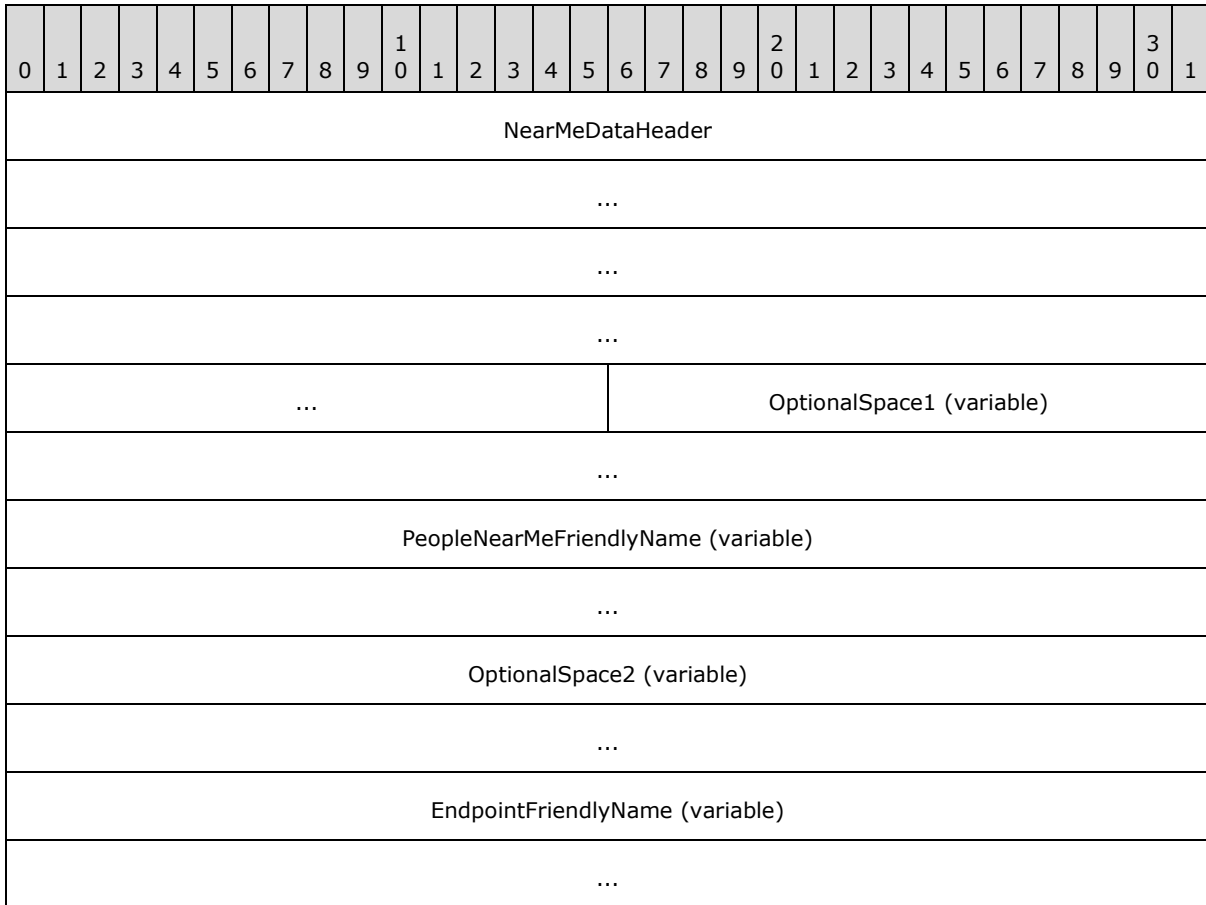 1 2 3
0 1 2 3 4 5 6 7 8 9 0 1 2 3 4 5 6 7 8 9 0 1 2 3 4 5 6 7 8 9 0 1
NearMeDataHeader
...
...
...
... OptionalSpace1 (variable)
...
PeopleNearMeFriendlyName (variable)
...
OptionalSpace2 (variable)
...
EndpointFriendlyName (variable)
...